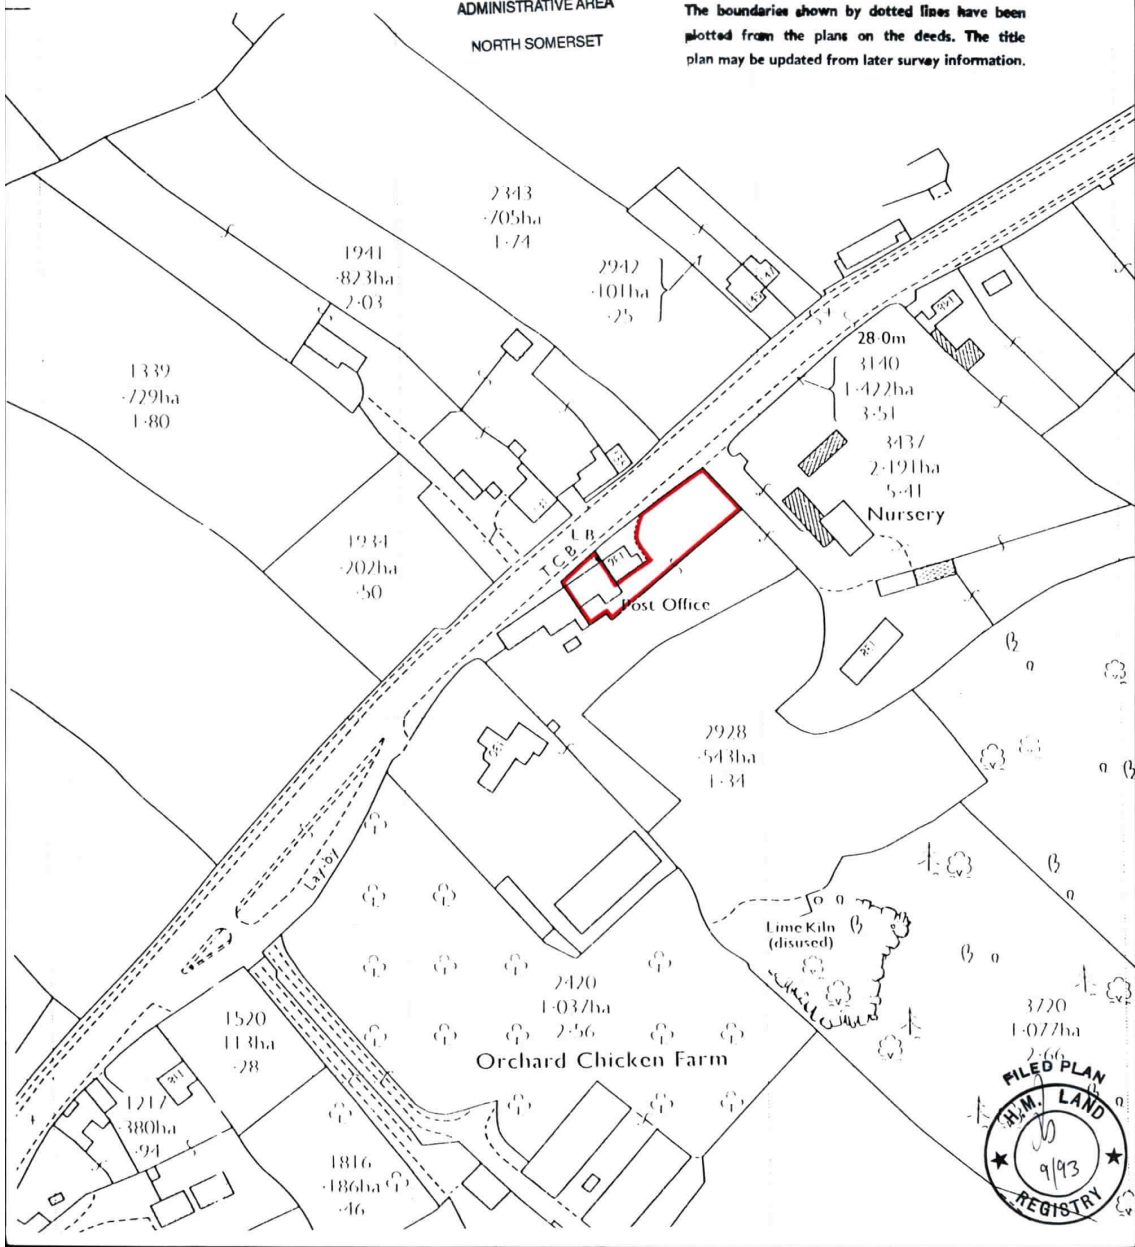 ADMINISTRATIVE AREA
NORTH SOMERSET
The boundaries shown by dotted lines have been
plotted from the plans on the deeds. The title
plan may be updated from later survey information.
2343
·705ha
1·74
1941
·823ha
2·03
2942
·101ha
·25
1339
·729ha
1·80
28·0m
3140
1·422ha
3·51
3437
2·191ha
5·41
Nursery
1934
·202ha
·50
L B
T.C.B
Post Office
2928
·543ha
1·34
Lay-by
Lime Kiln
(disused)
2420
1·037ha
2·56
Orchard Chicken Farm
3720
1·077ha
2·66
1520
·113ha
·28
1217
·380ha
·94
1816
·186ha
·46
FILED PLAN
H.M. LAND
9/93
REGISTRY